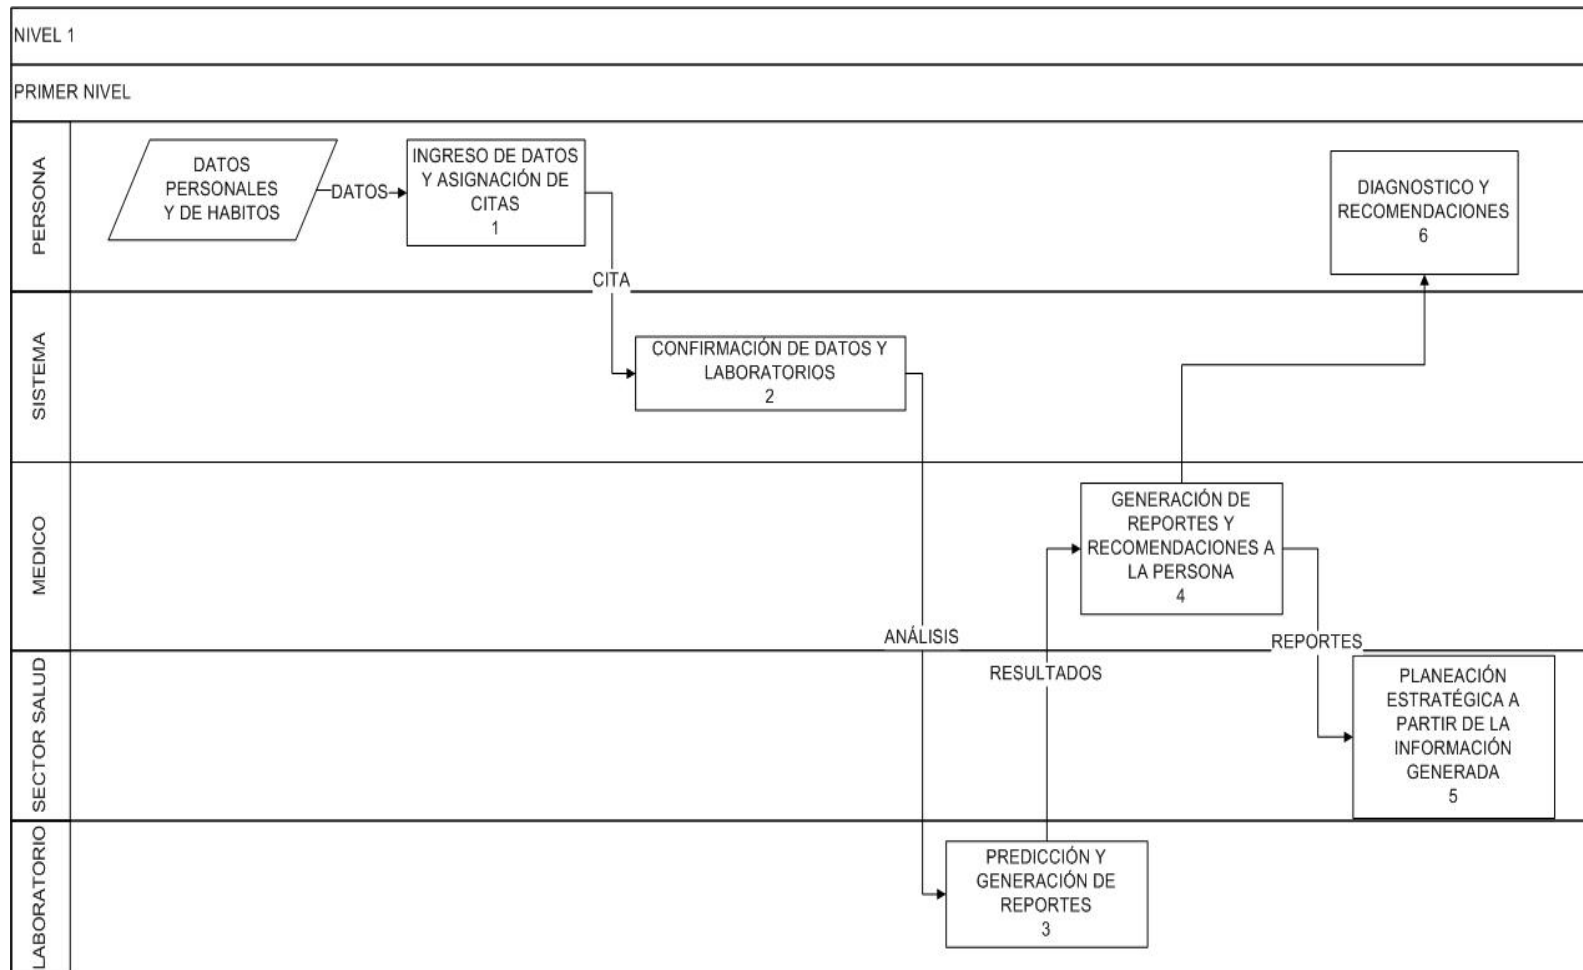 NIVEL 1
PRIMER NIVEL
PERSONA
DATOS
PERSONALES
Y DE HABITOS
DATOS
INGRESO DE DATOS
Y ASIGNACIÓN DE
CITAS
1
DIAGNOSTICO Y
RECOMENDACIONES
6
CITA
SISTEMA
CONFIRMACIÓN DE DATOS Y
LABORATORIOS
2
MEDICO
GENERACIÓN DE
REPORTES Y
RECOMENDACIONES A
LA PERSONA
4
ANÁLISIS
REPORTES
RESULTADOS
SECTOR SALUD
PLANEACIÓN
ESTRATÉGICA A
PARTIR DE LA
INFORMACIÓN
GENERADA
5
LABORATORIO
PREDICCIÓN Y
GENERACIÓN DE
REPORTES
3